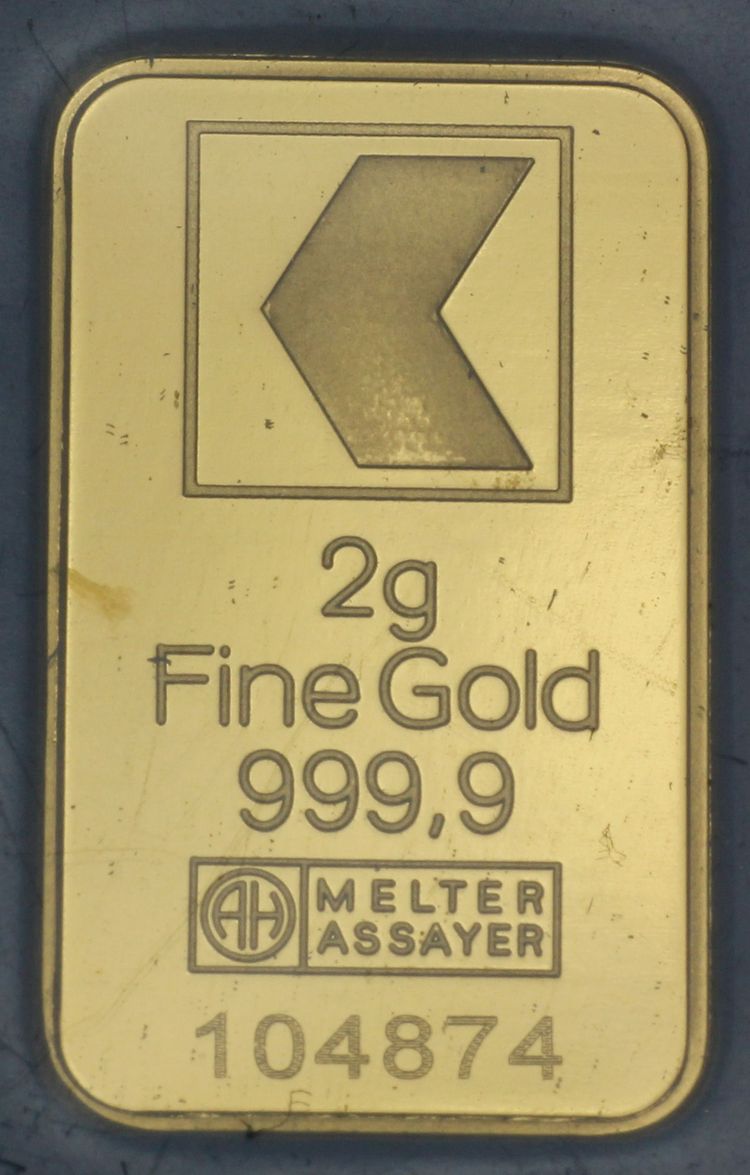 2g
Fine Gold
999,9
AH
MELTER
ASSAYER
104874